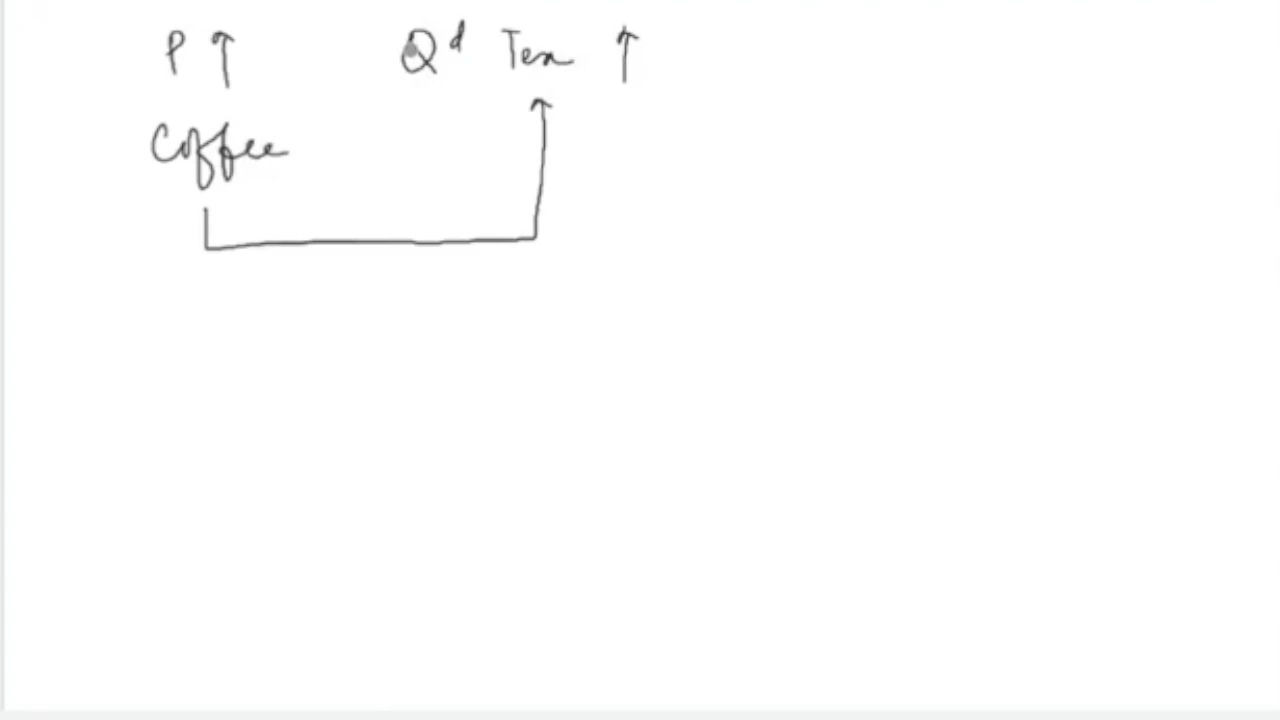 P ↑ Qᵈ Tea ↑
Coffee